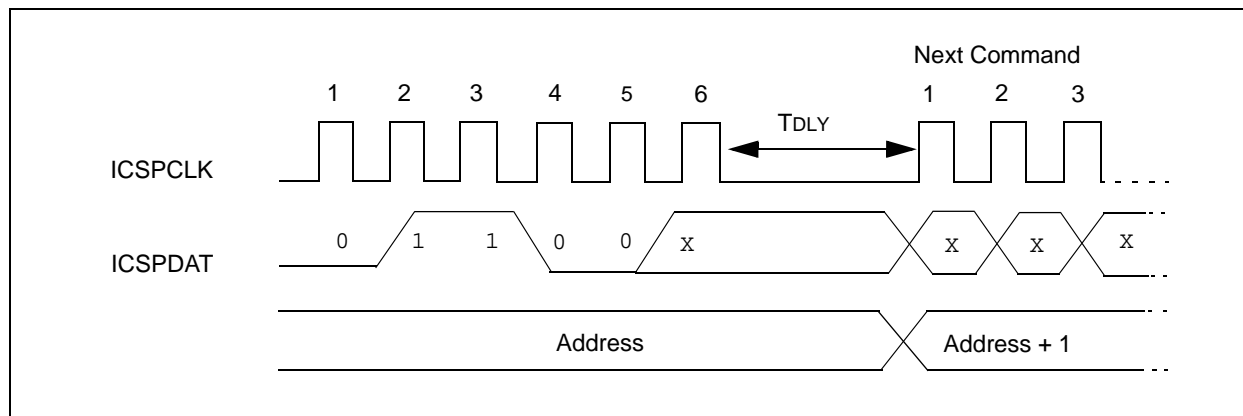 Next Command
1 2 3 4 5 6 TDLY 1 2 3
ICSPCLK
0 1 1 0 0 x x x x
ICSPDAT
Address Address + 1